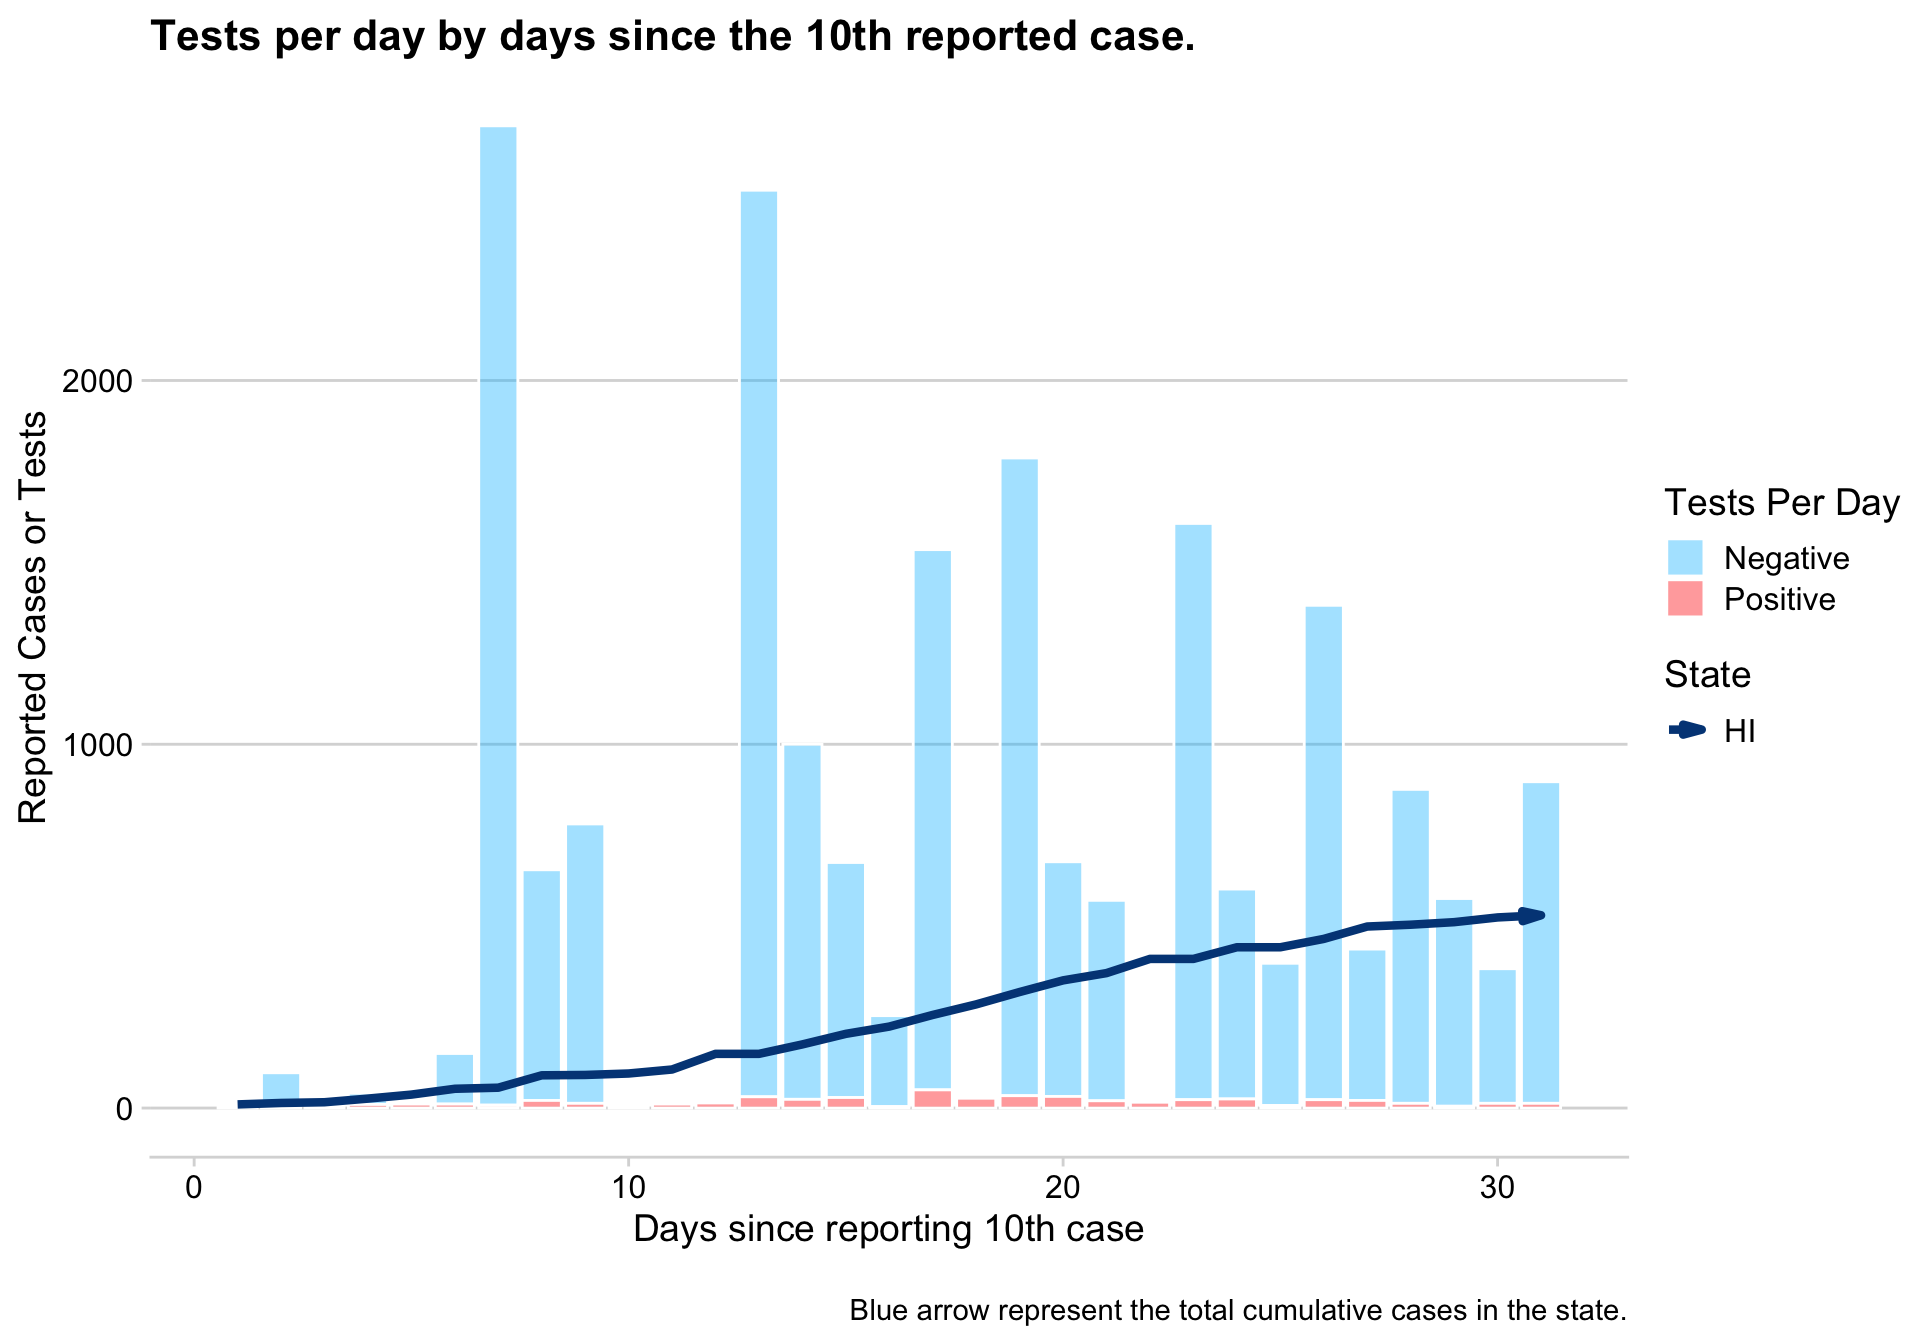 Tests per day by days since the 10th reported case.
Reported Cases or Tests
2000
1000
0
0
10
20
30
Days since reporting 10th case
Tests Per Day
Negative
Positive
State
HI
Blue arrow represent the total cumulative cases in the state.